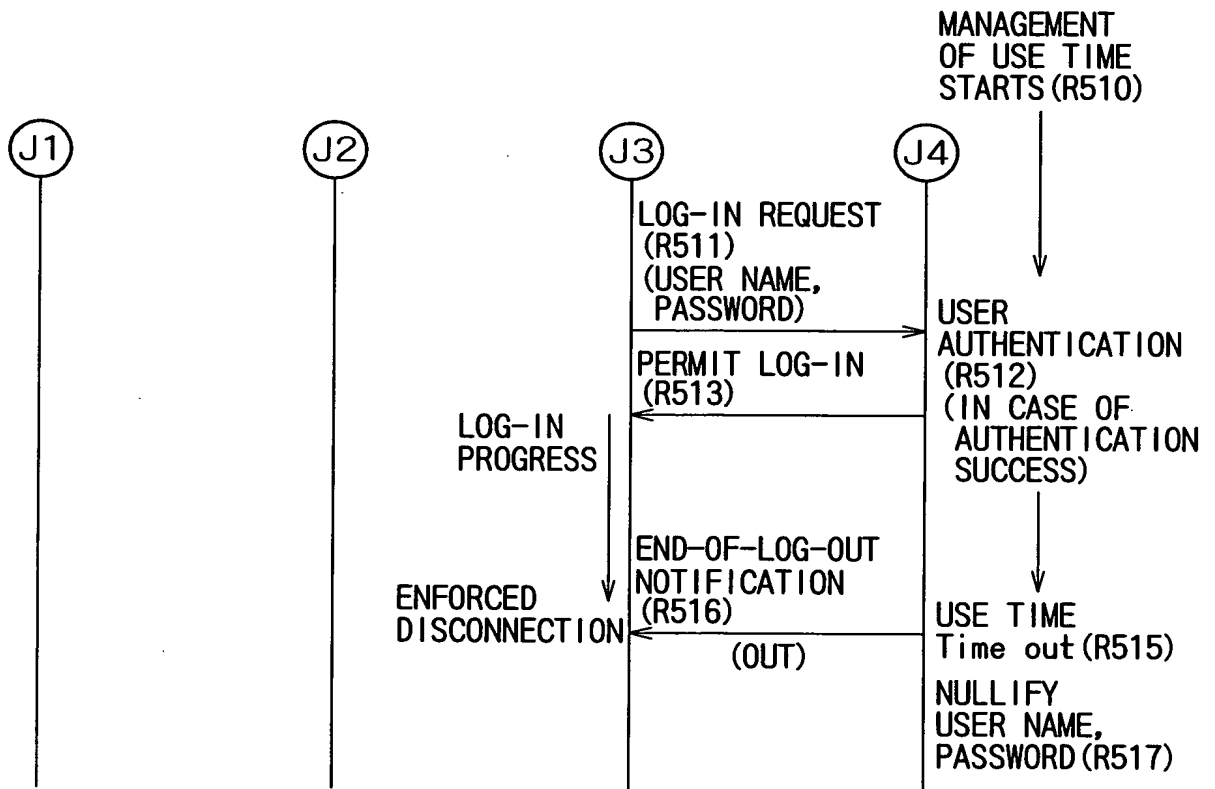 MANAGEMENT
OF USE TIME
STARTS(R510)
J1
J2
J3
J4
LOG-IN REQUEST
(R511)
(USER NAME,
PASSWORD)
USER
AUTHENTICATION
(R512)
(IN CASE OF
AUTHENTICATION
SUCCESS)
PERMIT LOG-IN
(R513)
LOG-IN
PROGRESS
END-OF-LOG-OUT
NOTIFICATION
(R516)
ENFORCED
DISCONNECTION
(OUT)
USE TIME
Time out(R515)
NULLIFY
USER NAME,
PASSWORD(R517)